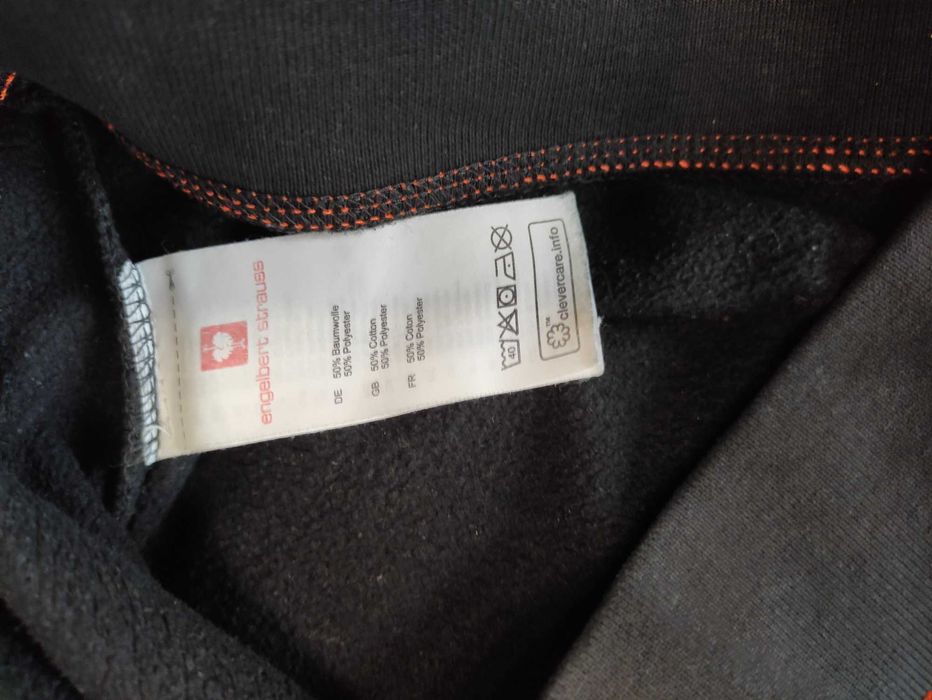 engelbert strauss
DE 50% Baumwolle
50% Polyester
GB 50% Cotton
50% Polyester
FR 50% Coton
50% Polyester
40
clevercare.info
TM